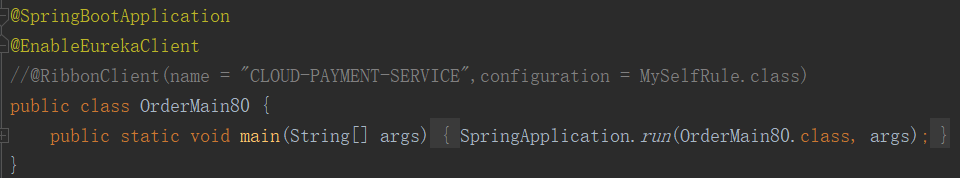 @SpringBootApplication
@EnableEurekaClient
//@RibbonClient(name = "CLOUD-PAYMENT-SERVICE",configuration = MySelfRule.class)
public class OrderMain80 {
    public static void main(String[] args) { SpringApplication.run(OrderMain80.class, args); }
}